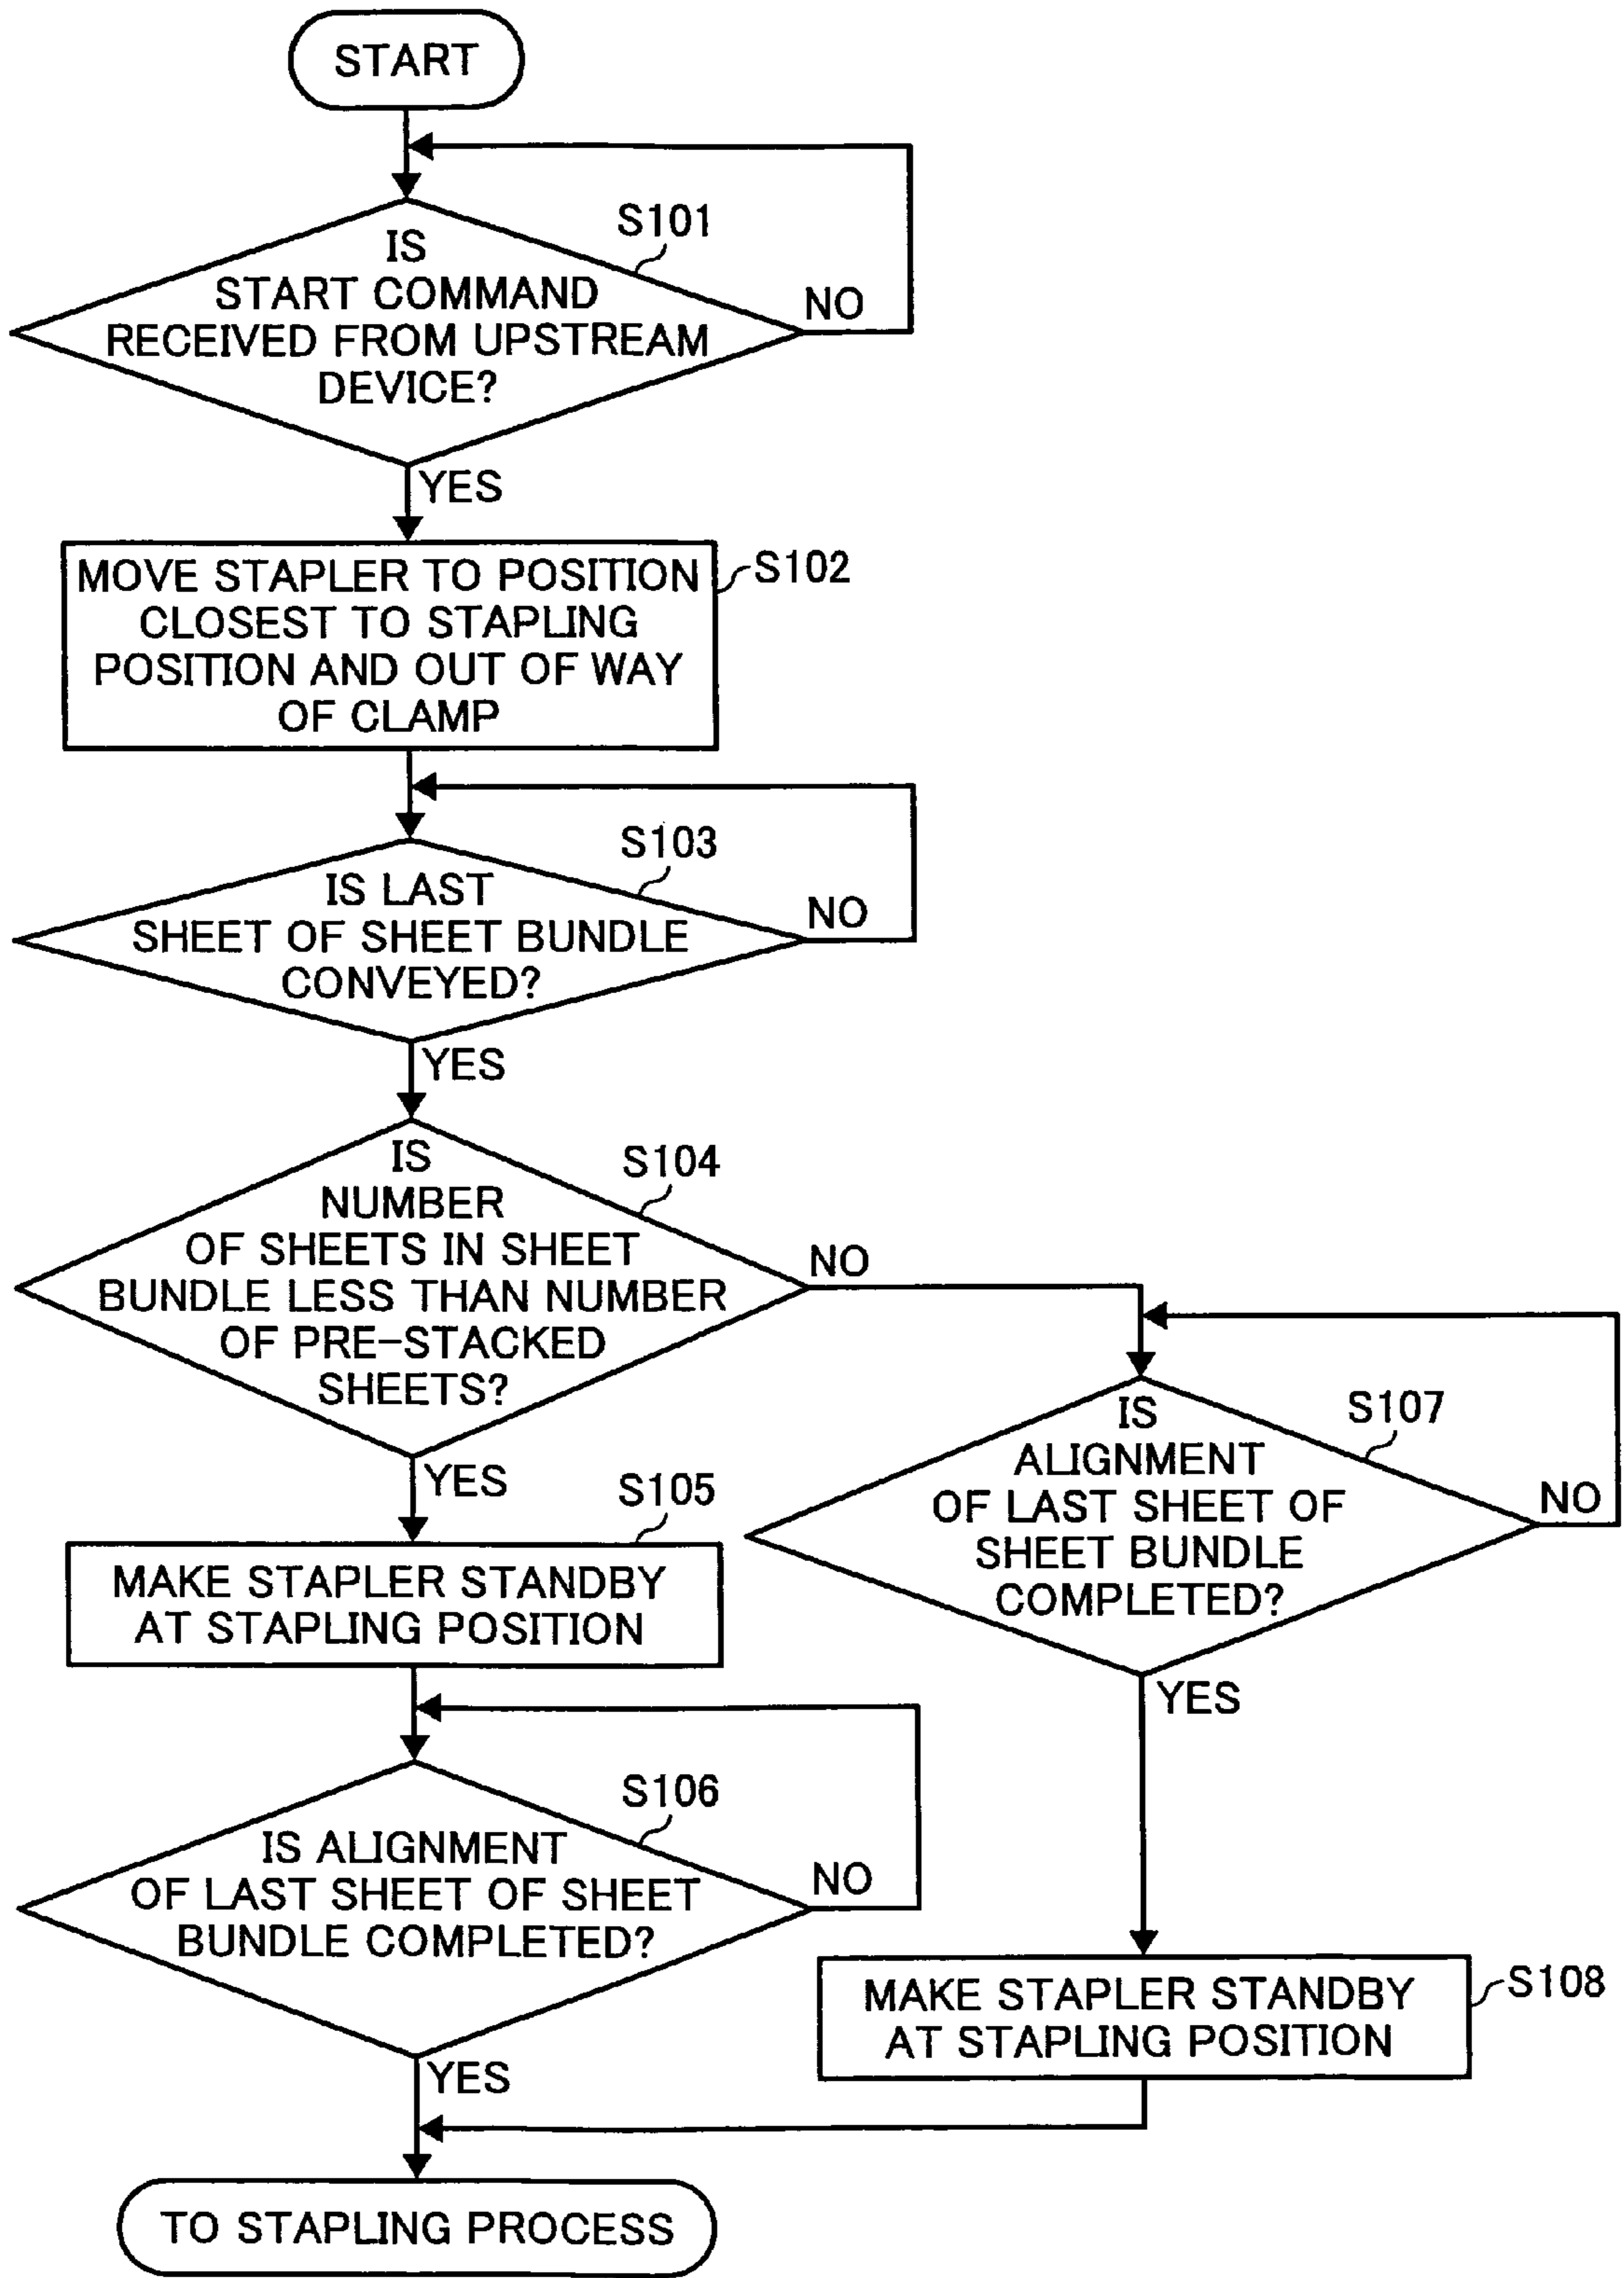 START
S101
IS
START COMMAND
RECEIVED FROM UPSTREAM
DEVICE?
NO
YES
S102
MOVE STAPLER TO POSITION
CLOSEST TO STAPLING
POSITION AND OUT OF WAY
OF CLAMP
S103
IS LAST
SHEET OF SHEET BUNDLE
CONVEYED?
NO
YES
S104
IS
NUMBER
OF SHEETS IN SHEET
BUNDLE LESS THAN NUMBER
OF PRE-STACKED
SHEETS?
NO
YES
S105
MAKE STAPLER STANDBY
AT STAPLING POSITION
S106
IS ALIGNMENT
OF LAST SHEET OF SHEET
BUNDLE COMPLETED?
NO
YES
S107
IS
ALIGNMENT
OF LAST SHEET OF
SHEET BUNDLE
COMPLETED?
NO
YES
S108
MAKE STAPLER STANDBY
AT STAPLING POSITION
TO STAPLING PROCESS